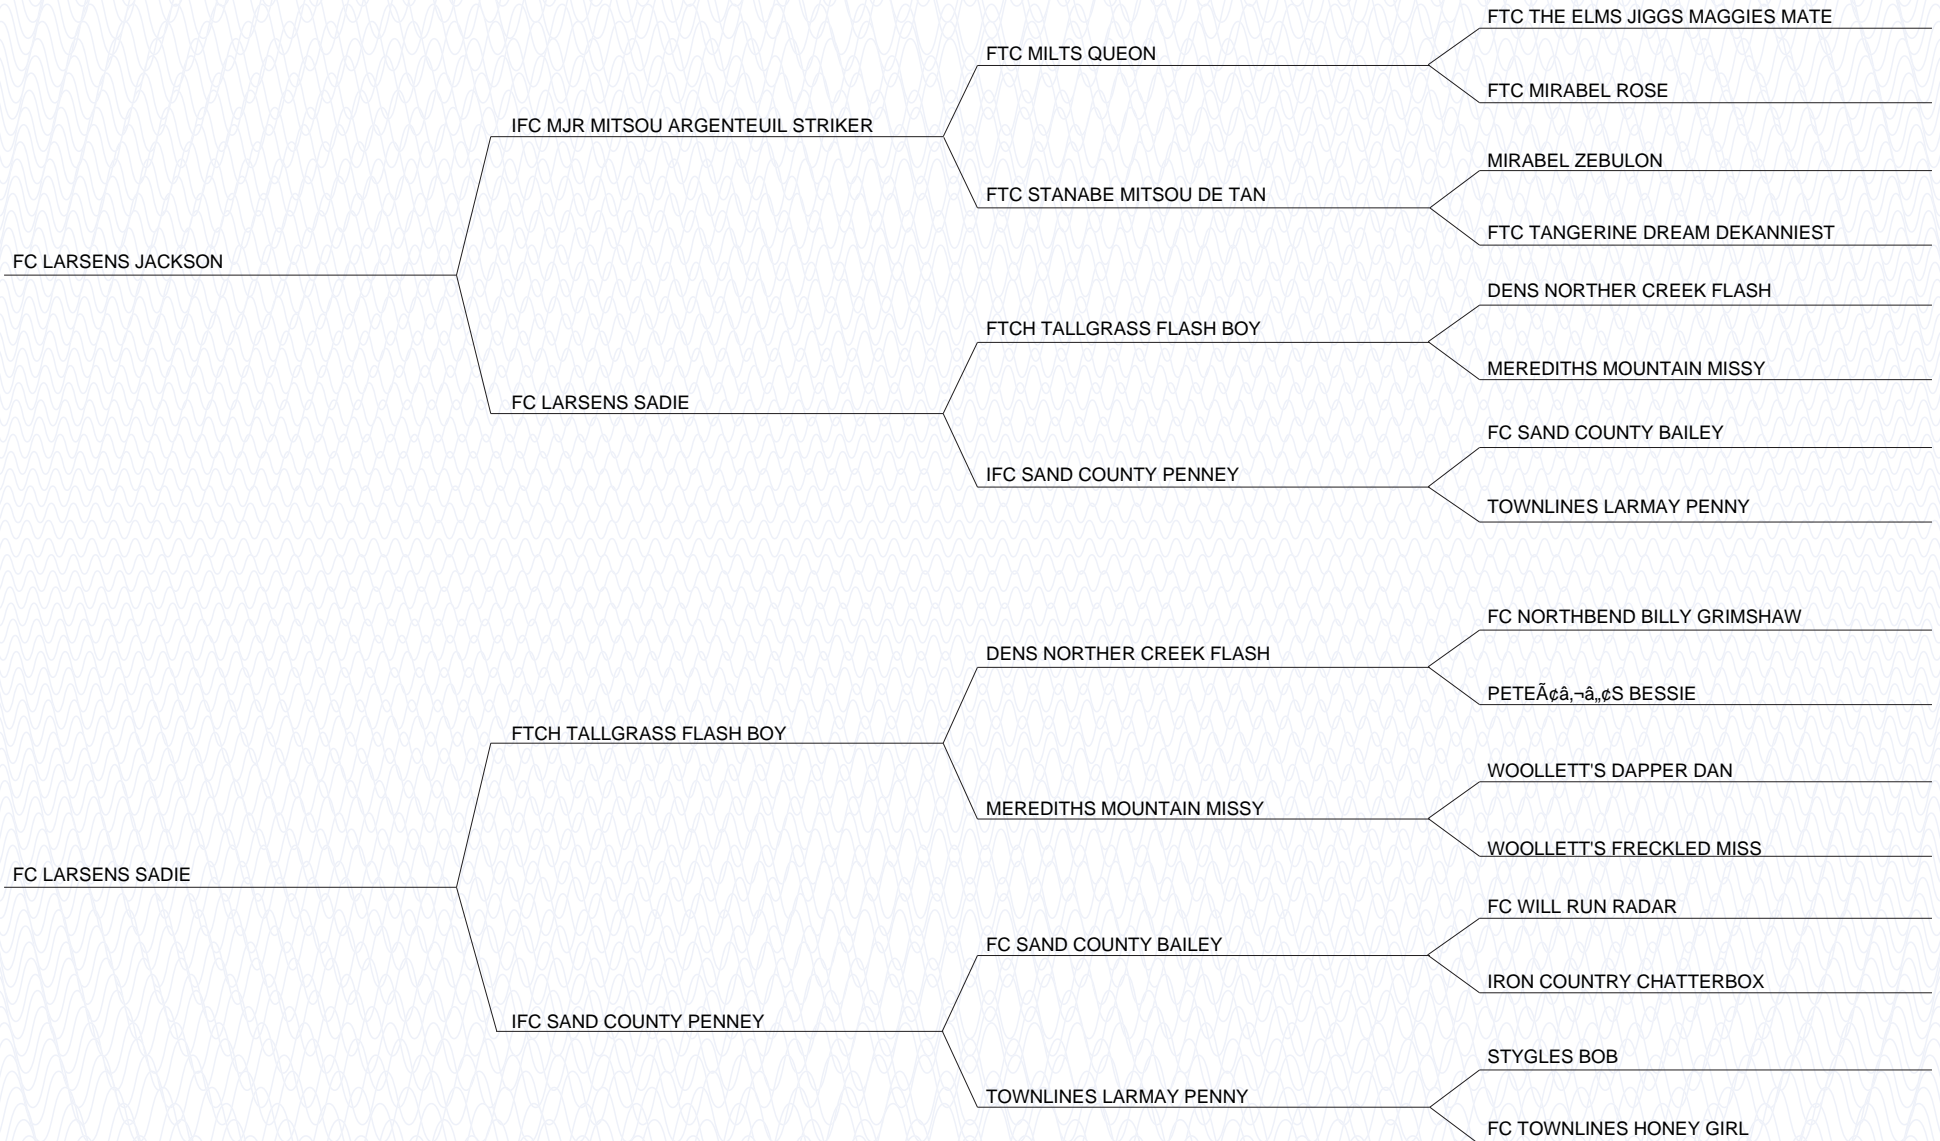 FTC THE ELMS JIGGS MAGGIES MATE
FTC MILTS QUEON
FTC MIRABEL ROSE
IFC MJR MITSOU ARGENTEUIL STRIKER
MIRABEL ZEBULON
FTC STANABE MITSOU DE TAN
FTC TANGERINE DREAM DEKANNIEST
FC LARSENS JACKSON
DENS NORTHER CREEK FLASH
FTCH TALLGRASS FLASH BOY
MEREDITHS MOUNTAIN MISSY
FC LARSENS SADIE
FC SAND COUNTY BAILEY
IFC SAND COUNTY PENNEY
TOWNLINES LARMAY PENNY
FC NORTHBEND BILLY GRIMSHAW
DENS NORTHER CREEK FLASH
PETEÃ¢â‚¬â„¢S BESSIE
FTCH TALLGRASS FLASH BOY
WOOLLETT'S DAPPER DAN
MEREDITHS MOUNTAIN MISSY
WOOLLETT'S FRECKLED MISS
FC LARSENS SADIE
FC WILL RUN RADAR
FC SAND COUNTY BAILEY
IRON COUNTRY CHATTERBOX
IFC SAND COUNTY PENNEY
STYGLES BOB
TOWNLINES LARMAY PENNY
FC TOWNLINES HONEY GIRL